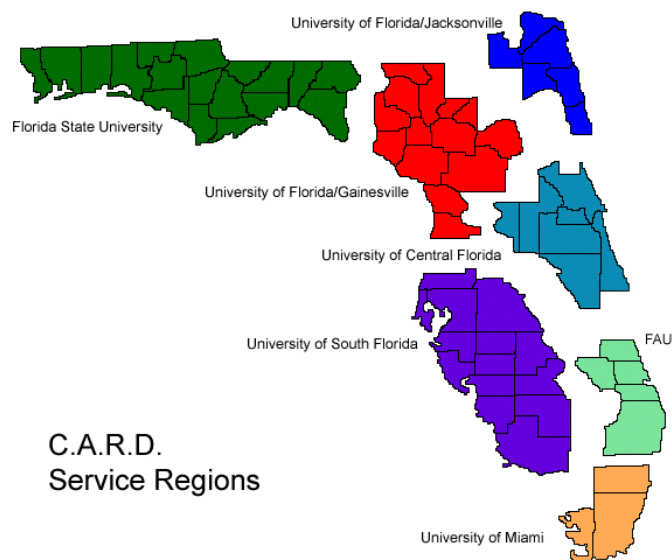 University of Florida/Jacksonville
Florida State University
University of Florida/Gainesville
University of Central Florida
University of South Florida
FAU
C.A.R.D.
Service Regions
University of Miami